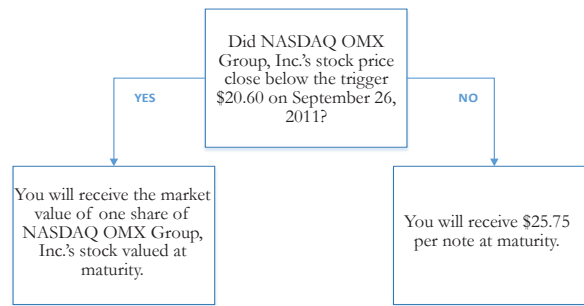 Did NASDAQ OMX
Group, Inc.'s stock price
close below the trigger
$20.60 on September 26,
2011?
YES
NO
You will receive the market
value of one share of
NASDAQ OMX Group,
Inc.'s stock valued at
maturity.
You will receive $25.75
per note at maturity.